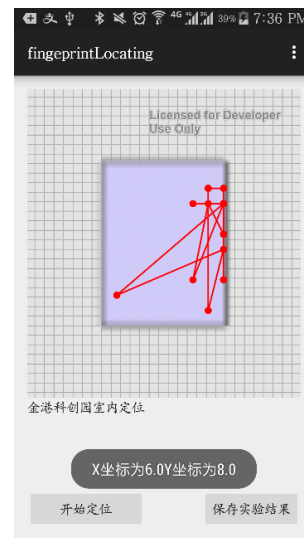 4G 39% 7:36 PM
fingeprintLocating
Licensed for Developer
Use Only
金港科创园室内定位
X坐标为6.0Y坐标为8.0
开始定位 保存实验结果